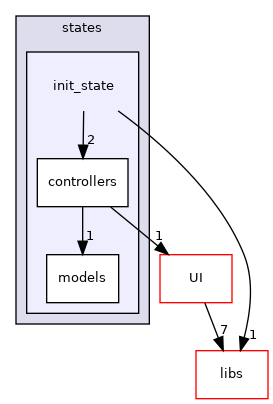 states
init_state
2
controllers
1
1
models
UI
7
1
libs